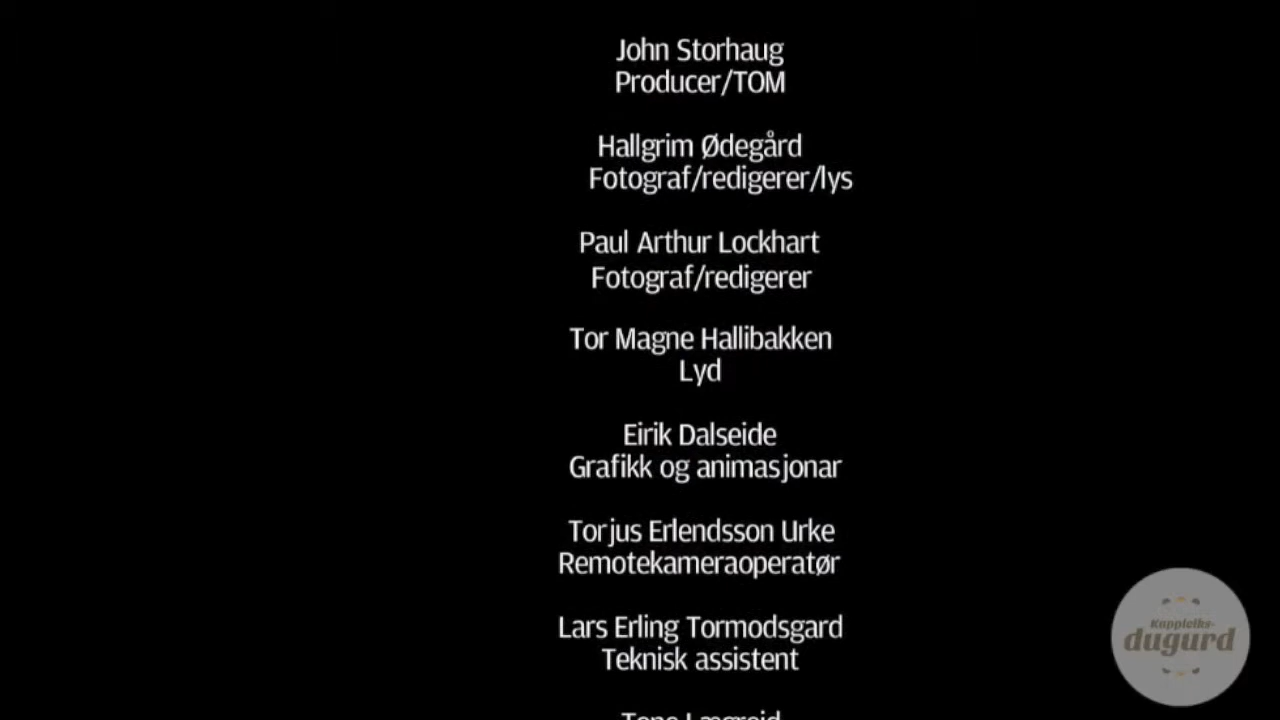 John Storhaug
Producer/TOM
Hallgrim Ødegård
Fotograf/redigerer/lys
Paul Arthur Lockhart
Fotograf/redigerer
Tor Magne Hallibakken
Lyd
Eirik Dalseide
Grafikk og animasjonar
Torjus Erlendsson Urke
Remotekameraoperatør
Lars Erling Tormodsgard
Teknisk assistent
Kappleiks-
dugurd